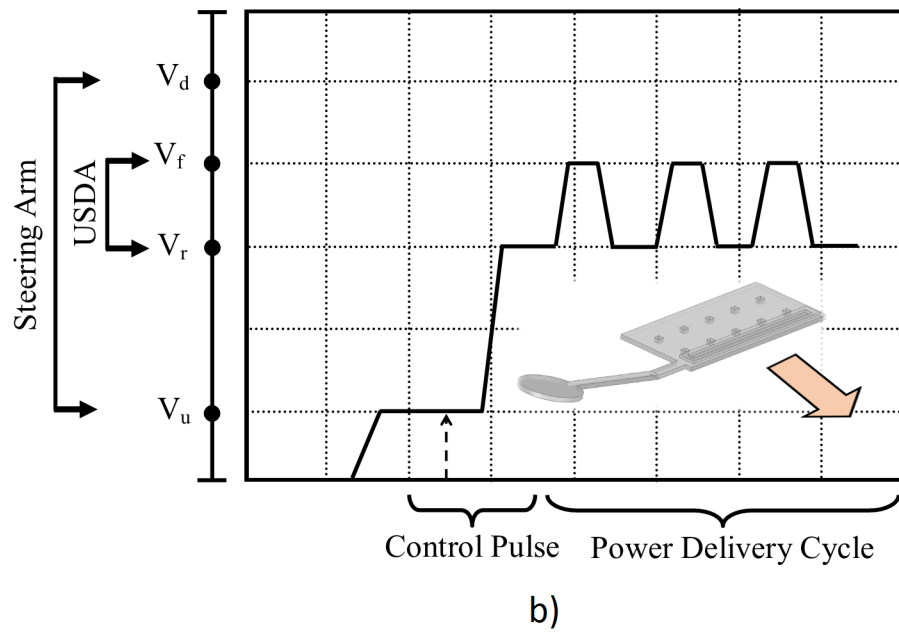 Steering Arm
USDA
V_d
V_f
V_r
V_u
Control Pulse
Power Delivery Cycle
b)